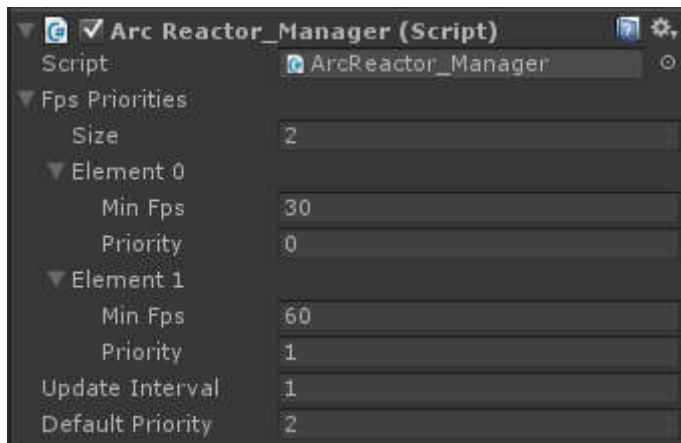 Arc Reactor_Manager (Script)
Script ArcReactor_Manager
Fps Priorities
Size 2
Element 0
Min Fps 30
Priority 0
Element 1
Min Fps 60
Priority 1
Update Interval 1
Default Priority 2